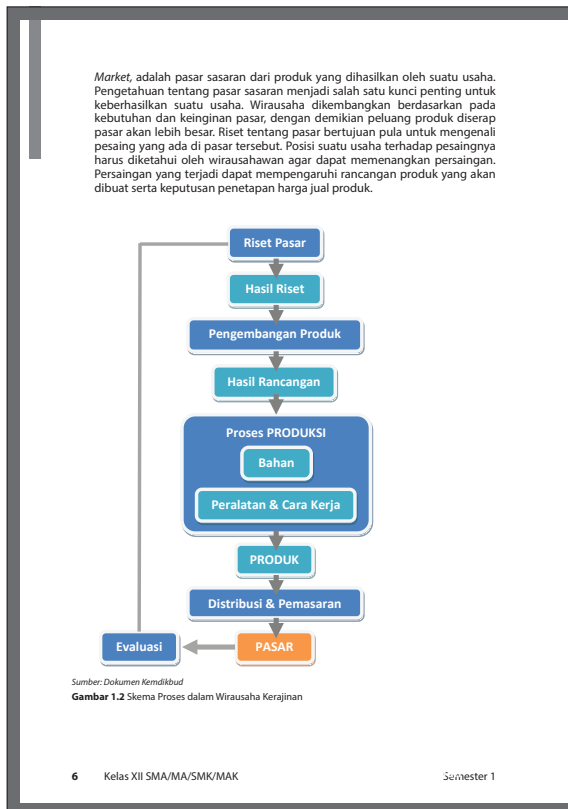 Market, adalah pasar sasaran dari produk yang dihasilkan oleh suatu usaha.
Pengetahuan tentang pasar sasaran menjadi salah satu kunci penting untuk
keberhasilkan suatu usaha. Wirausaha dikembangkan berdasarkan pada
kebutuhan dan keinginan pasar, dengan demikian peluang produk diserap
pasar akan lebih besar. Riset tentang pasar bertujuan pula untuk mengenali
pesaing yang ada di pasar tersebut. Posisi suatu usaha terhadap pesaingnya
harus diketahui oleh wirausahawan agar dapat memenangkan persaingan.
Persaingan yang terjadi dapat mempengaruhi rancangan produk yang akan
dibuat serta keputusan penetapan harga jual produk.
Riset Pasar
Hasil Riset
Pengembangan Produk
Hasil Rancangan
Proses PRODUKSI
Bahan
Peralatan & Cara Kerja
PRODUK
Distribusi & Pemasaran
Evaluasi
PASAR
Sumber: Dokumen Kemdikbud
Gambar 1.2 Skema Proses dalam Wirausaha Kerajinan
6 Kelas XII SMA/MA/SMK/MAK Semester 1